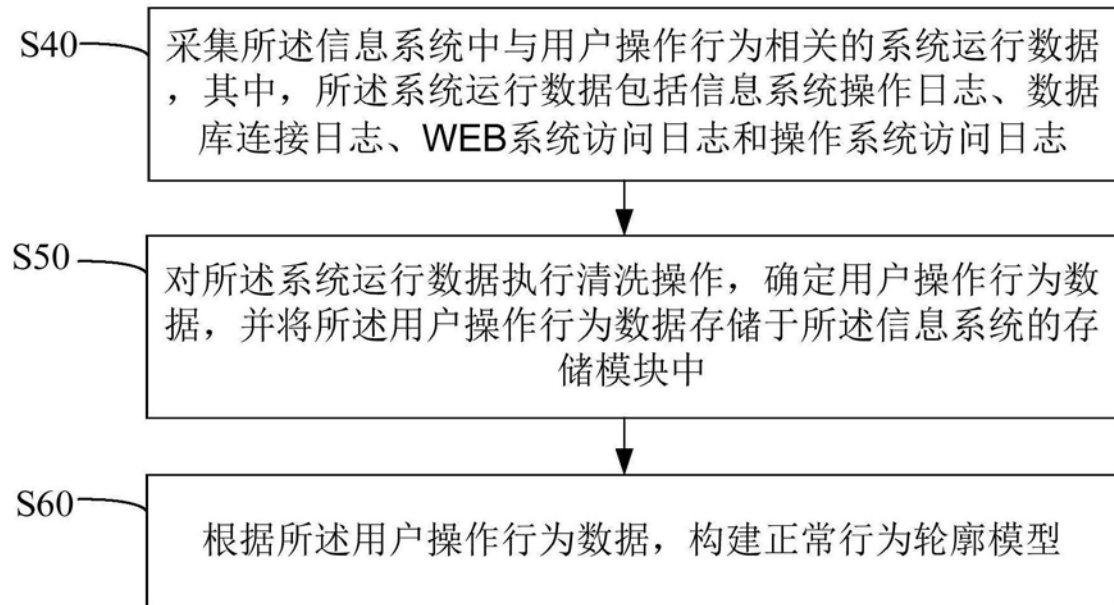 S40
采集所述信息系统中与用户操作行为相关的系统运行数据
,其中,所述系统运行数据包括信息系统操作日志、数据
库连接日志、WEB系统访问日志和操作系统访问日志
S50
对所述系统运行数据执行清洗操作，确定用户操作行为数
据，并将所述用户操作行为数据存储于所述信息系统的存
储模块中
S60
根据所述用户操作行为数据，构建正常行为轮廓模型